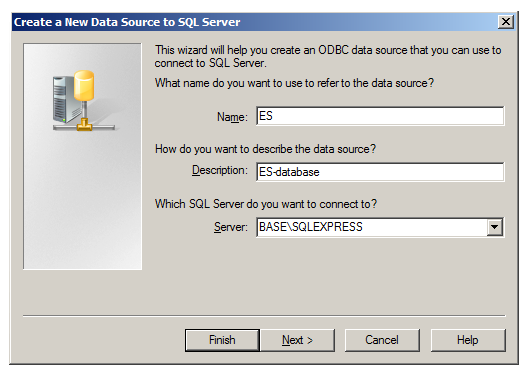 Create a New Data Source to SQL Server
This wizard will help you create an ODBC data source that you can use to
connect to SQL Server.
What name do you want to use to refer to the data source?
Name: ES
How do you want to describe the data source?
Description: ES-database
Which SQL Server do you want to connect to?
Server: BASE\SQLEXPRESS
Finish Next > Cancel Help